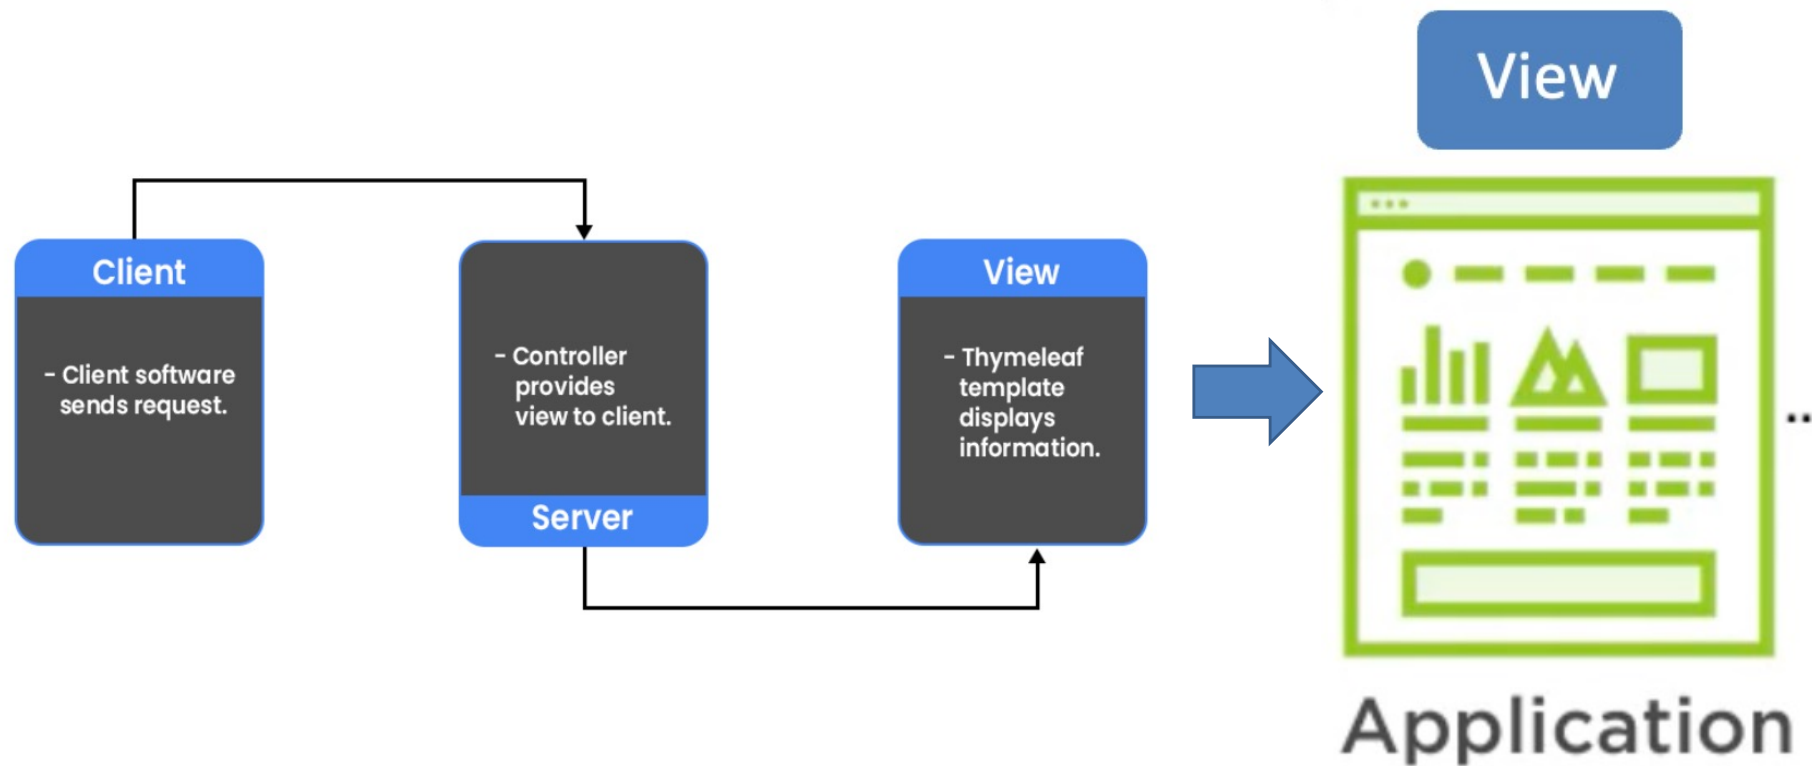 View
Client
- Client software
sends request.
- Controller
provides
view to client.
Server
View
- Thymeleaf
template
displays
information.
Application
..